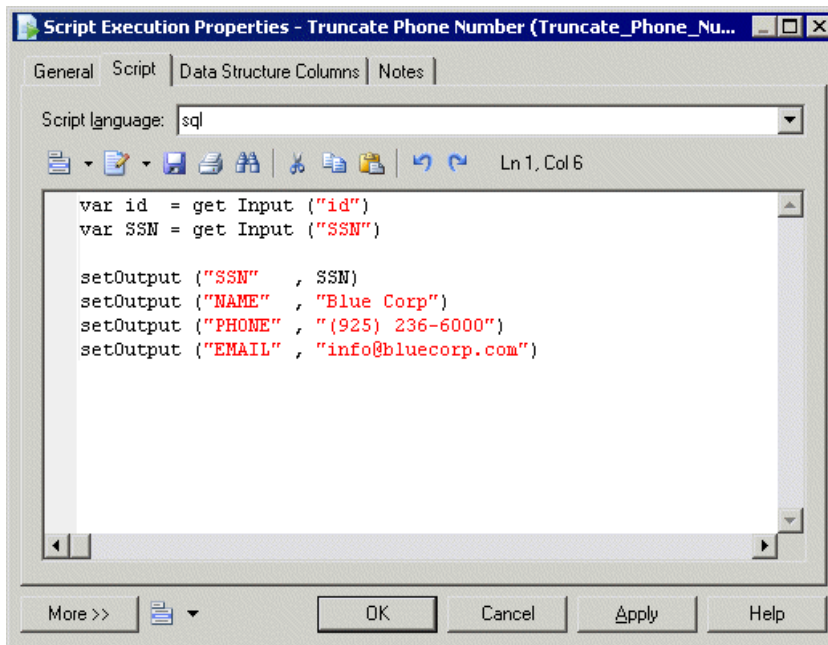 Script Execution Properties - Truncate Phone Number (Truncate_Phone_Nu...
General Script Data Structure Columns Notes
Script language: sql
Ln 1, Col 6
var id  = get Input ("id")
var SSN = get Input ("SSN")
setOutput ("SSN"   , SSN)
setOutput ("NAME"  , "Blue Corp")
setOutput ("PHONE" , "(925) 236-6000")
setOutput ("EMAIL" , "info@bluecorp.com")
More >> OK Cancel Apply Help